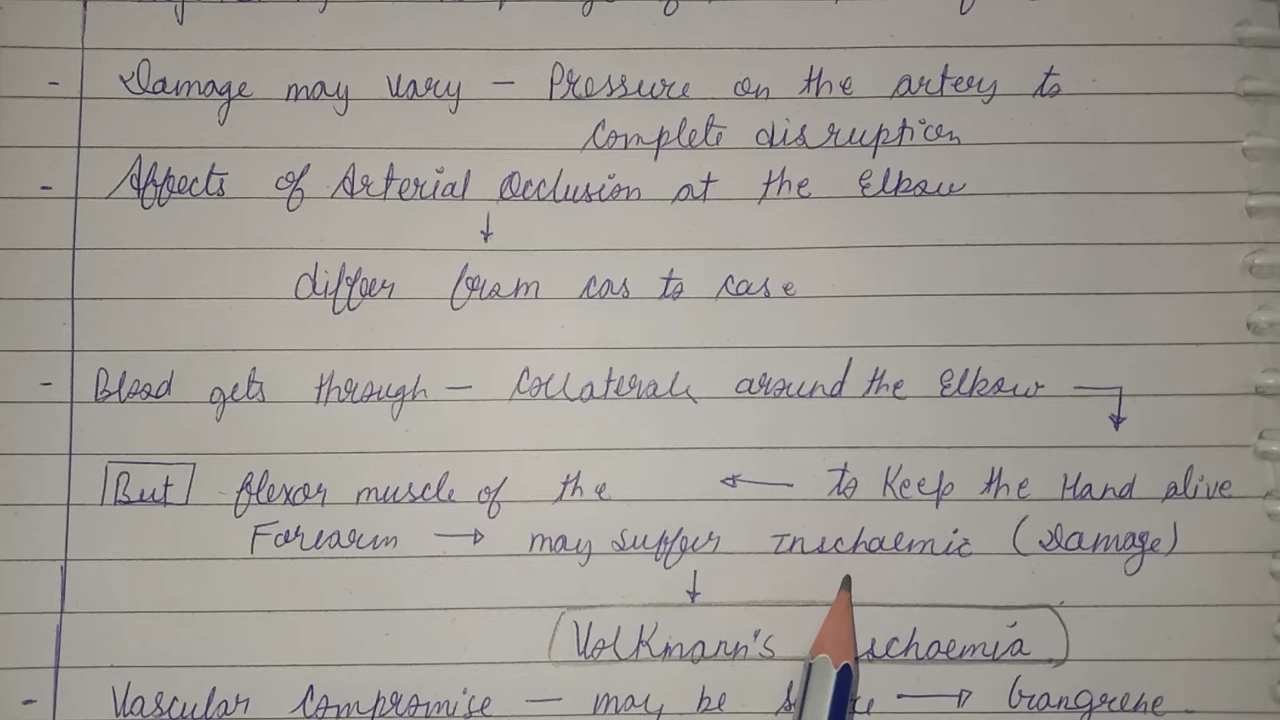 - Damage may vary — Pressure on the artery to
complete disruption
- Affects of Arterial Occlusion at the Elbow
↓
differ from cas to case
- Blood gets through — Collaterals around the Elbow
But flexor muscle of the ← to Keep the Hand alive
Forearm → may suffer Inschaemic (Damage)
↓
Volkmann's schaemia
- Vascular Compromise — may be → Gangrene